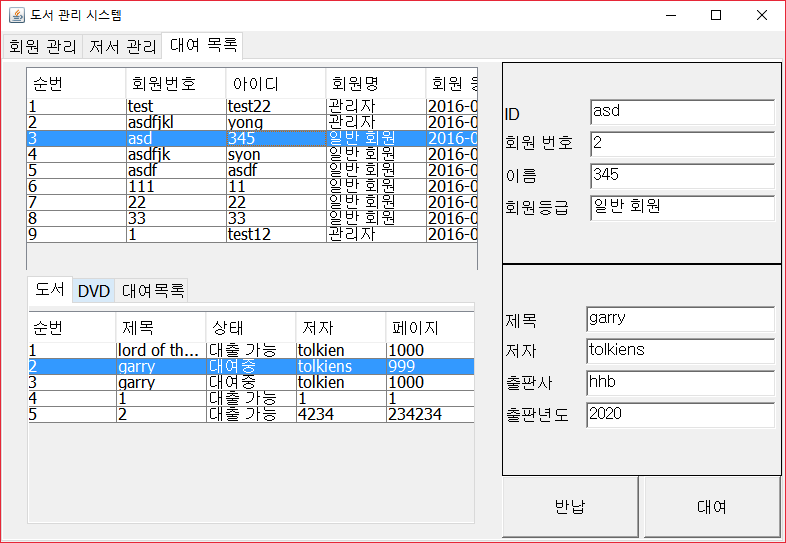 도서 관리 시스템
회원 관리 저서 관리 대여 목록
순번 회원번호 아이디 회원명 회원
1 test test22 관리자 2016-0
2 asdfjkl yong 관리자 2016-0
3 asd 345 일반 회원 2016-0
4 asdfjk syon 일반 회원 2016-0
5 asdf asdf 일반 회원 2016-0
6 111 11 일반 회원 2016-0
7 22 22 일반 회원 2016-0
8 33 33 일반 회원 2016-0
9 1 test12 관리자 2016-0
도서 DVD 대여목록
순번 제목 상태 저자 페이지
1 lord of th... 대출 가능 tolkien 1000
2 garry 대여중 tolkiens 999
3 garry 대여중 tolkien 1000
4 1 대출 가능 1 1
5 2 대출 가능 4234 234234
ID asd
회원 번호 2
이름 345
회원등급 일반 회원
제목 garry
저자 tolkiens
출판사 hhb
출판년도 2020
반납 대여